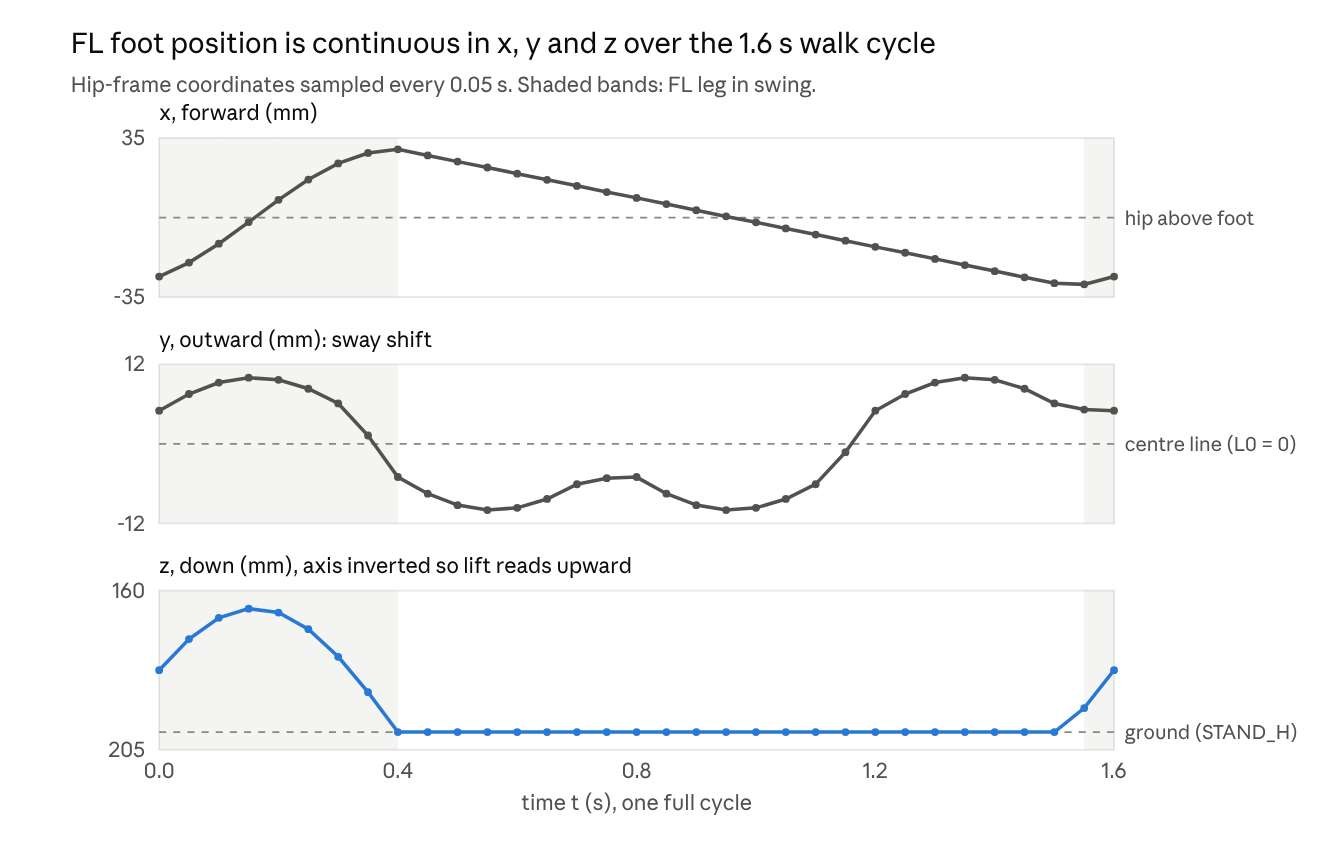 FL foot position is continuous in x, y and z over the 1.6 s walk cycle
Hip-frame coordinates sampled every 0.05 s. Shaded bands: FL leg in swing.
x, forward (mm)
35
hip above foot
-35
y, outward (mm): sway shift
12
centre line (L0 = 0)
-12
z, down (mm), axis inverted so lift reads upward
160
ground (STAND_H)
205
0.0 0.4 0.8 1.2 1.6
time t (s), one full cycle